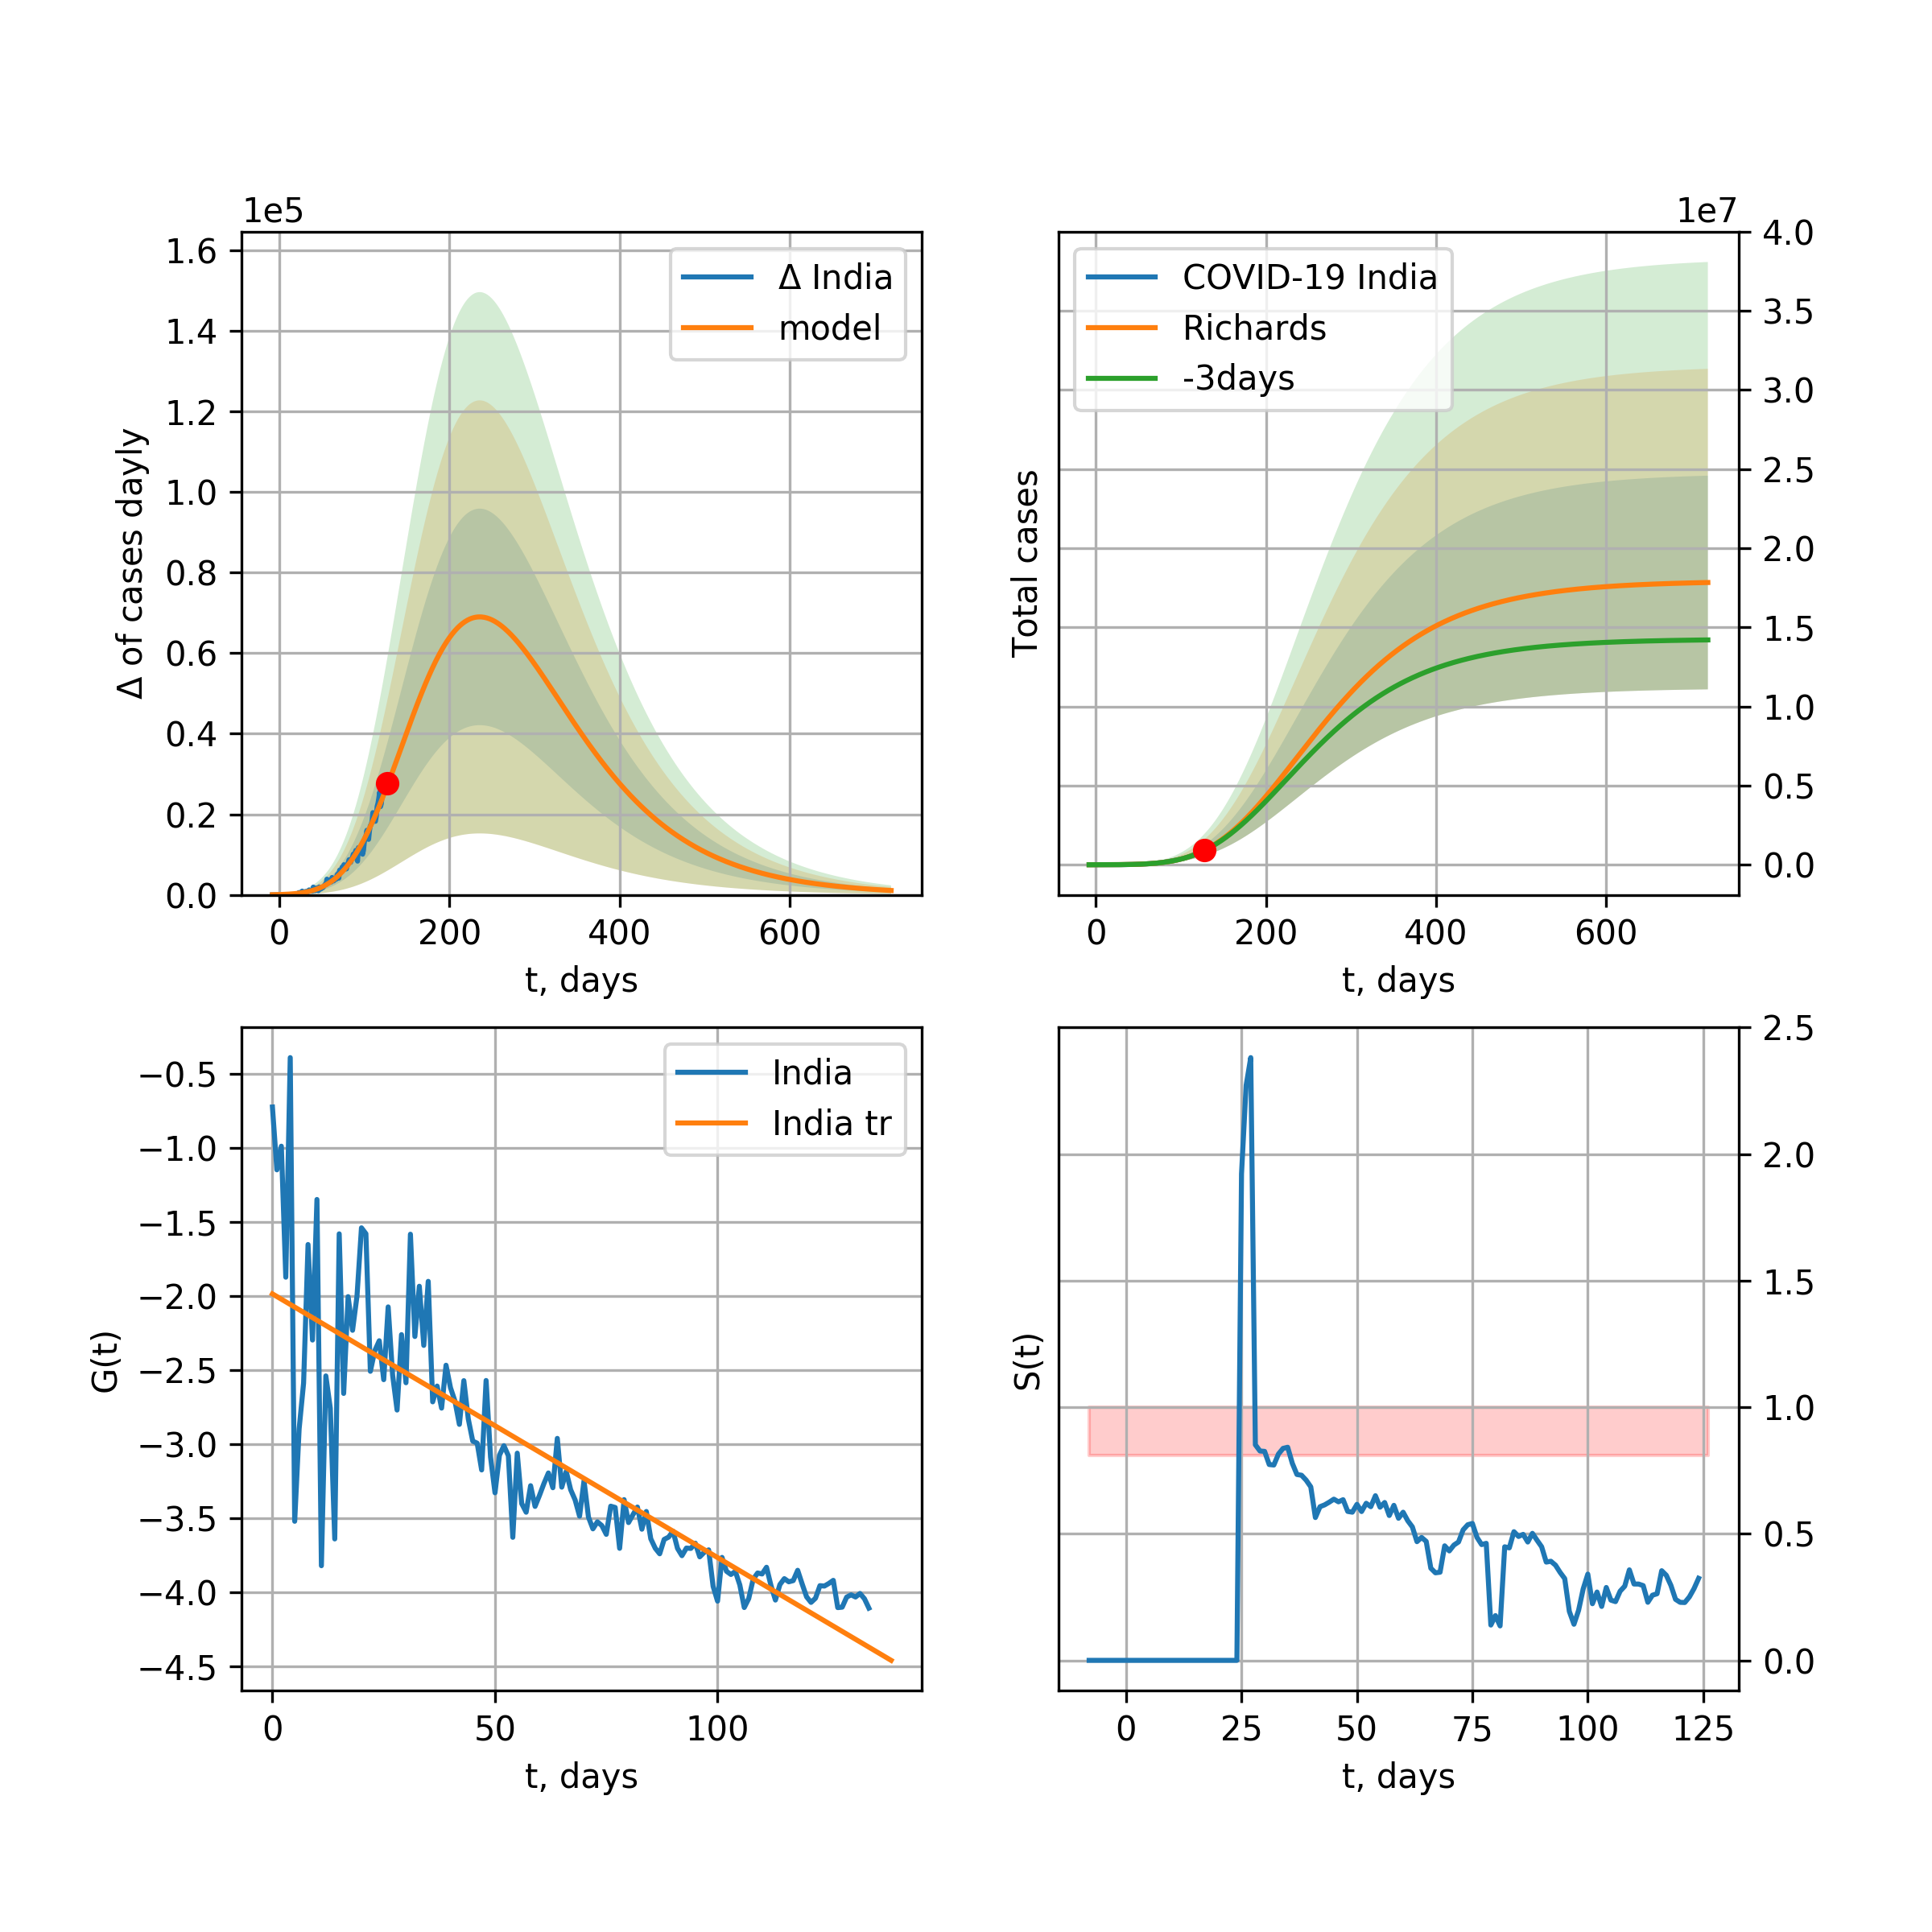 1e5
Δ of cases dayly
1.6
1.4
1.2
1.0
0.8
0.6
0.4
0.2
0.0
Δ India
model
0 200 400 600
t, days
1e7
Total cases
COVID-19 India
Richards
-3days
4.0
3.5
3.0
2.5
2.0
1.5
1.0
0.5
0.0
0 200 400 600
t, days
G(t)
−0.5
−1.0
−1.5
−2.0
−2.5
−3.0
−3.5
−4.0
−4.5
India
India tr
0 50 100
t, days
S(t)
2.5
2.0
1.5
1.0
0.5
0.0
0 25 50 75 100 125
t, days